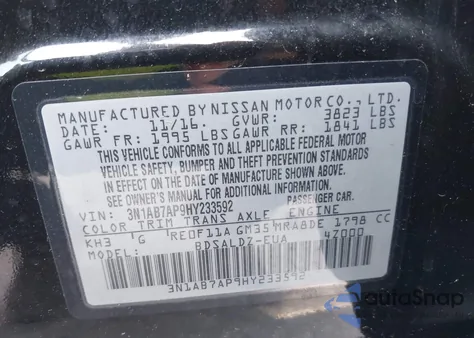 MANUFACTURED BY NISSAN MOTOR CO., LTD.
DATE: 11/16. GVWR: 3823 LBS
GAWR FR: 1995 LBS GAWR RR: 1841 LBS
THIS VEHICLE CONFORMS TO ALL APPLICABLE FEDERAL MOTOR
VEHICLE SAFETY, BUMPER AND THEFT PREVENTION STANDARDS
IN EFFECT ON THE DATE OF MANUFACTURE SHOWN ABOVE.
SEE OWNER'S MANUAL FOR ADDITIONAL INFORMATION.
VIN: 3N1AB7AP9HY233592 PASSENGER CAR.
COLOR TRIM TRANS AXLE ENGINE
KH3 G RE0F11A GM35 MRA8DE 1798 CC
BDSALDZ-EUA 47000
3N1AB7AP9HY233592
autoSnap